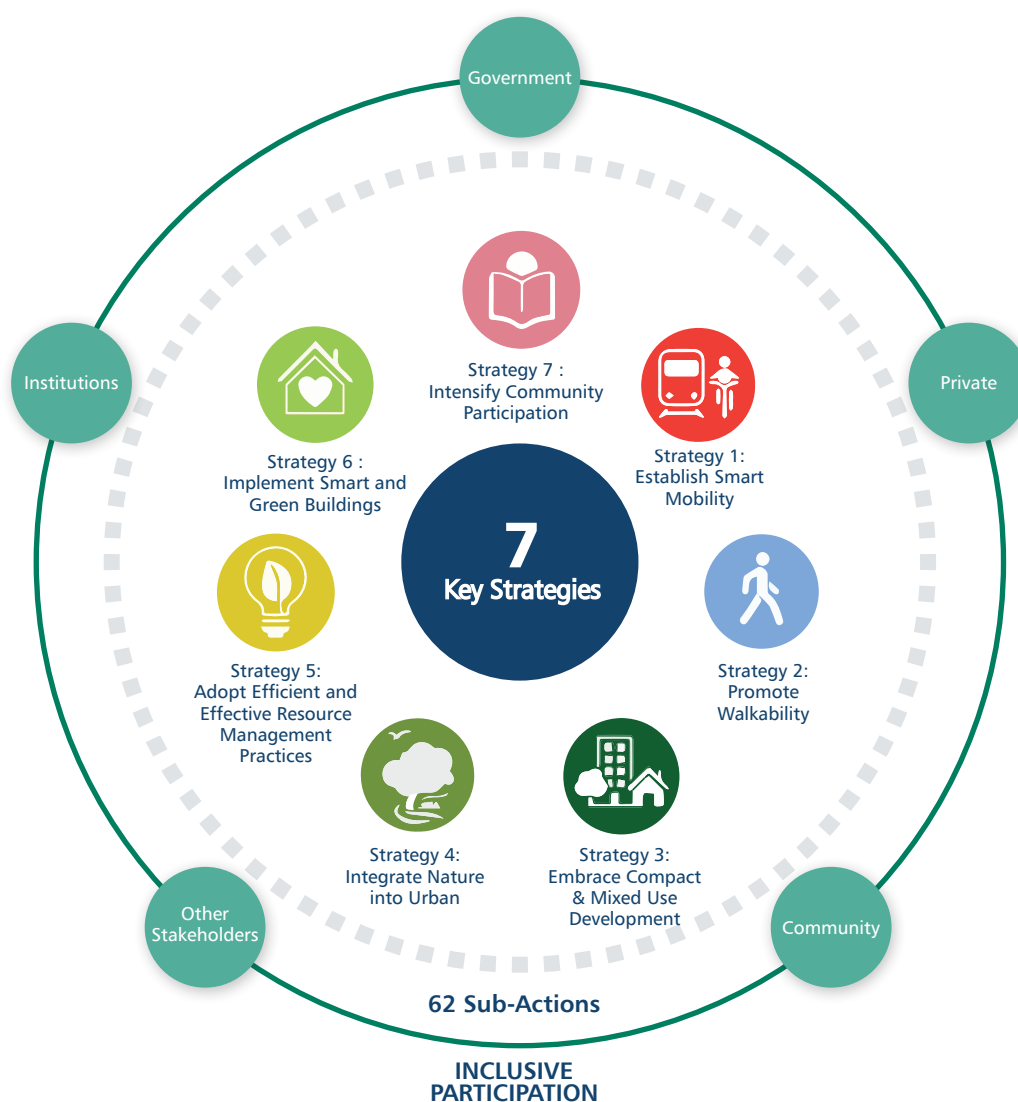 Government
Institutions
Private
Strategy 7 :
Intensify Community
Participation
Strategy 1:
Establish Smart
Mobility
Strategy 6 :
Implement Smart and
Green Buildings
7
Key Strategies
Strategy 2:
Promote
Walkability
Strategy 5:
Adopt Efficient and
Effective Resource
Management
Practices
Strategy 4:
Integrate Nature
into Urban
Strategy 3:
Embrace Compact
& Mixed Use
Development
Other
Stakeholders
Community
62 Sub-Actions
INCLUSIVE
PARTICIPATION